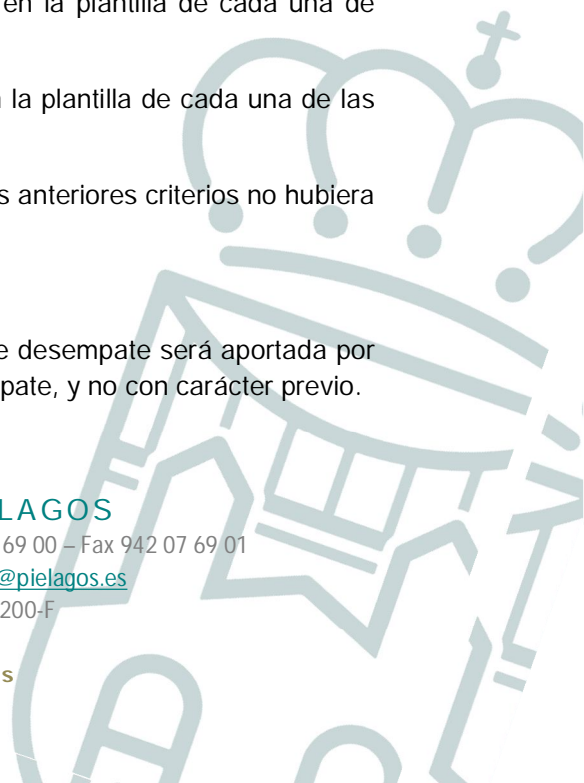 en la plantilla de cada una de
la plantilla de cada una de las
s anteriores criterios no hubiera
e desempate será aportada por
pate, y no con carácter previo.
LAGOS
69 00 – Fax 942 07 69 01
@pielagos.es
200-F
s